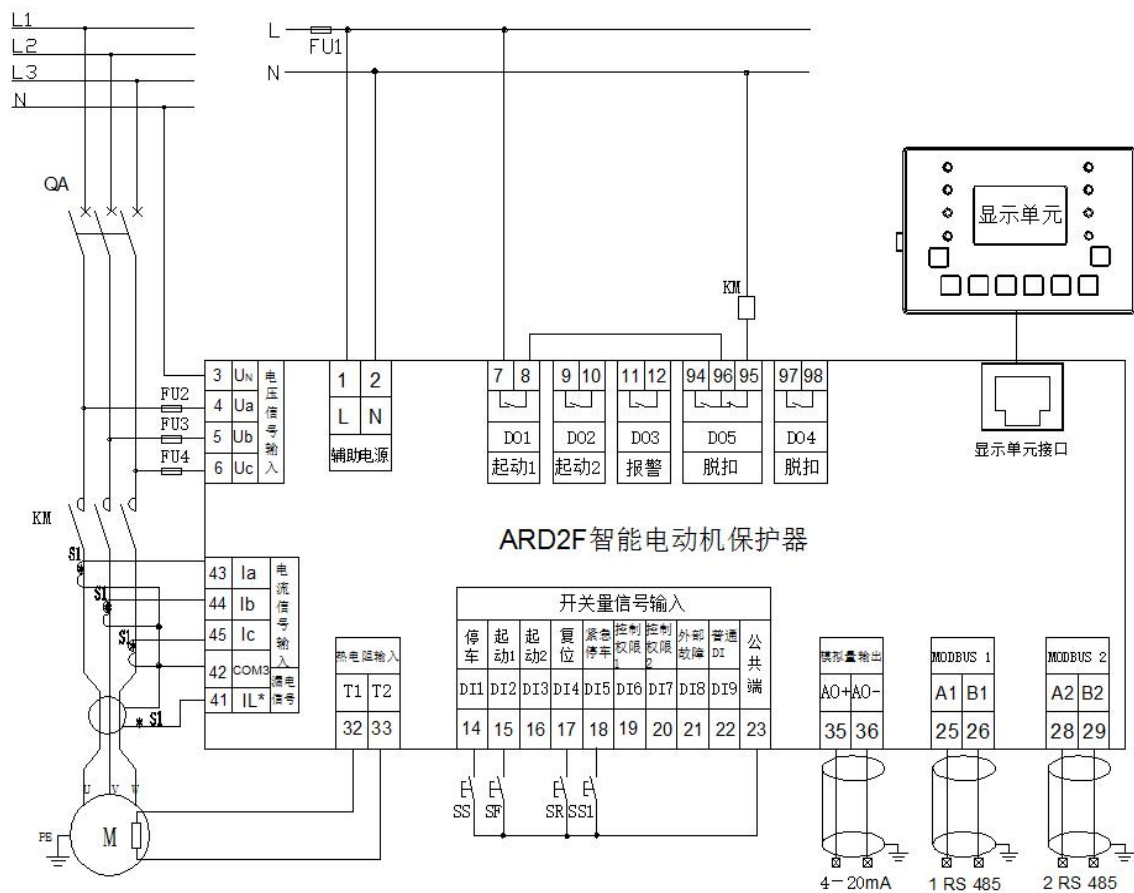 L1
L2
L3
N
L
FU1
N
QA
显示单元
KM
3 UN
4 Ua
5 Ub
6 Uc
电压信号输入
FU2
FU3
FU4
1 2
L N
辅助电源
7 8
DO1
起动1
9 10
DO2
起动2
11 12
DO3
报警
94 96 95
DO5
脱扣
97 98
DO4
脱扣
显示单元接口
KM
ARD2F智能电动机保护器
S1
S1
S1
S1
43 Ia
44 Ib
45 Ic
42 COM3
41 IL*
电流信号输入
漏电信号
热电阻输入
T1 T2
32 33
开关量信号输入
停车 起动1 起动2 复位 紧急停车 控制权限1 控制权限2 外部故障 普通DI 公共端
DI1 DI2 DI3 DI4 DI5 DI6 DI7 DI8 DI9
14 15 16 17 18 19 20 21 22 23
SS SF SR SS1
模拟量输出
AO+ AO-
35 36
4-20mA
MODBUS 1
A1 B1
25 26
1 RS 485
MODBUS 2
A2 B2
28 29
2 RS 485
U V W
M
PE